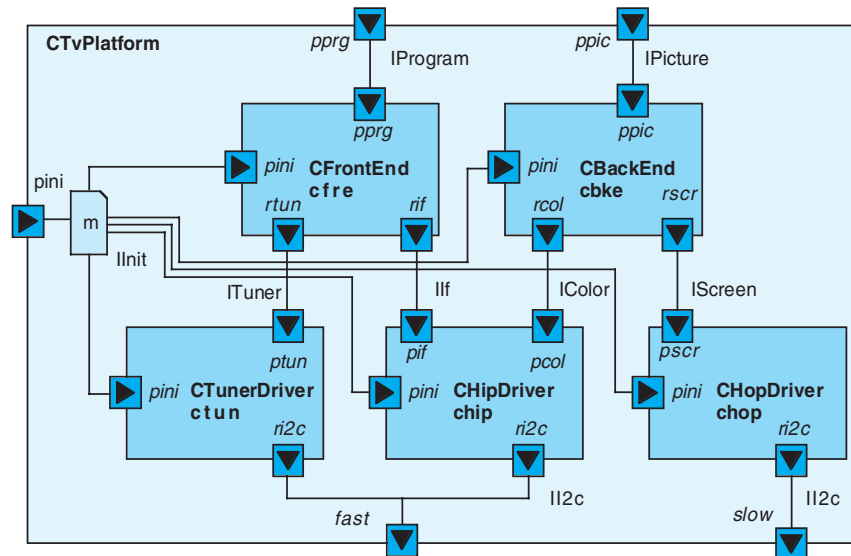 CTvPlatform
pprg
IProgram
ppic
IPicture
pprg
ppic
pini
CFrontEnd
cfre
pini
CBackEnd
cbke
pini
rtun
rif
rcol
rscr
m
IInit
ITuner
IIf
IColor
IScreen
ptun
pif
pcol
pscr
pini
CTunerDriver
ctun
pini
CHipDriver
chip
pini
CHopDriver
chop
ri2c
ri2c
ri2c
fast
II2c
slow
II2c